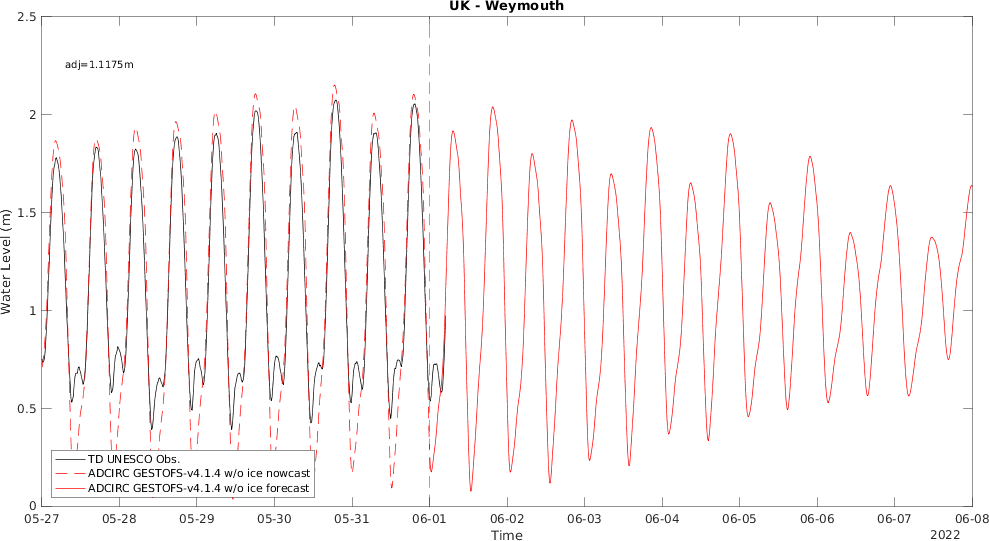 UK - Weymouth
2.5
adj=1.1175m
2
1.5
Water Level (m)
1
0.5
TD UNESCO Obs.
ADCIRC GESTOFS-v4.1.4 w/o ice nowcast
ADCIRC GESTOFS-v4.1.4 w/o ice forecast
0
05-27 05-28 05-29 05-30 05-31 06-01 06-02 06-03 06-04 06-05 06-06 06-07 06-08
Time
2022